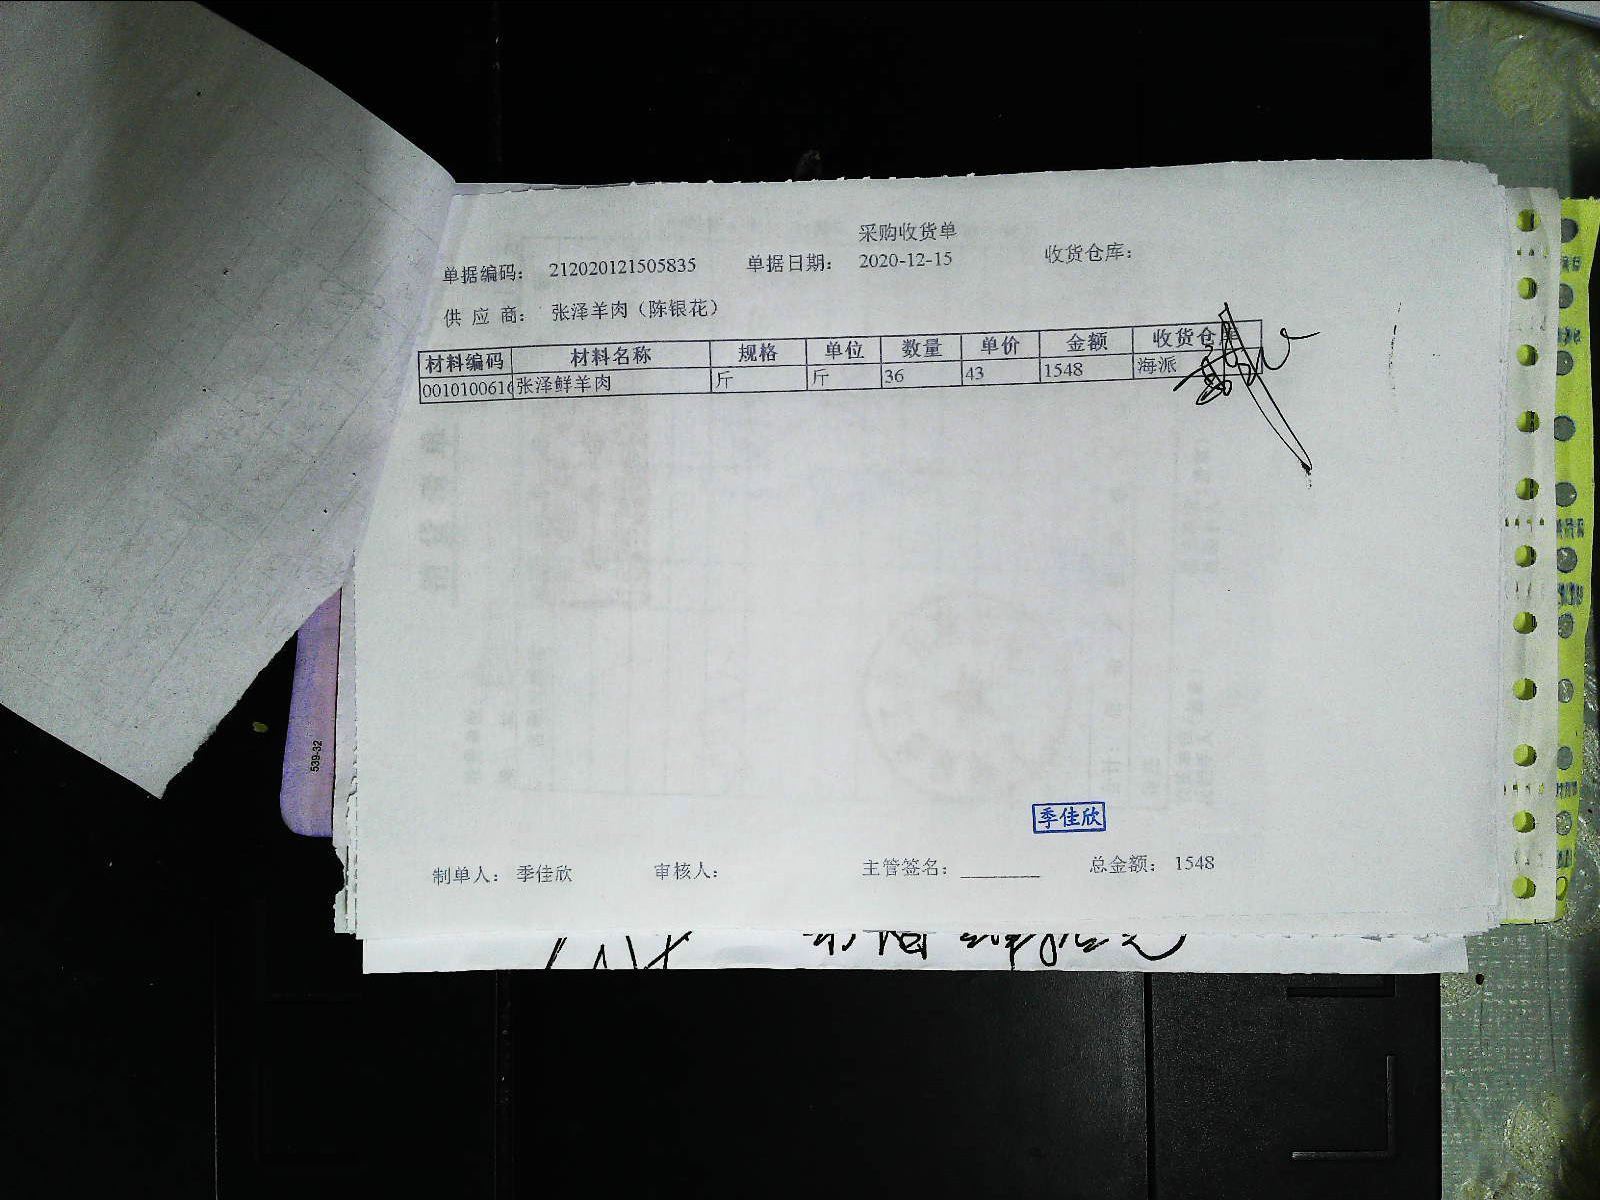 采购收货单
单据编码： 212020121505835 单据日期： 2020-12-15 收货仓库：
供 应 商： 张泽羊肉（陈银花）
材料编码 材料名称 规格 单位 数量 单价 金额 收货仓库
0010100616 张泽鲜羊肉 斤 斤 36 43 1548 海派
季佳欣
制单人： 季佳欣 审核人： 主管签名： ________ 总金额： 1548
539-32